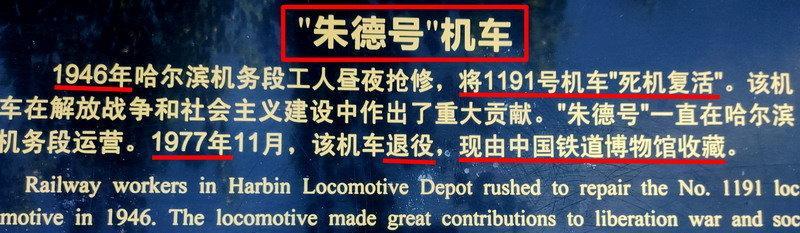 "朱德号"机车
1946年哈尔滨机务段工人昼夜抢修，将1191号机车"死机复活"。该机
车在解放战争和社会主义建设中作出了重大贡献。"朱德号"一直在哈尔滨
机务段运营。1977年11月，该机车退役，现由中国铁道博物馆收藏。
Railway workers in Harbin Locomotive Depot rushed to repair the No. 1191 loc
motive in 1946. The locomotive made great contributions to liberation war and soc